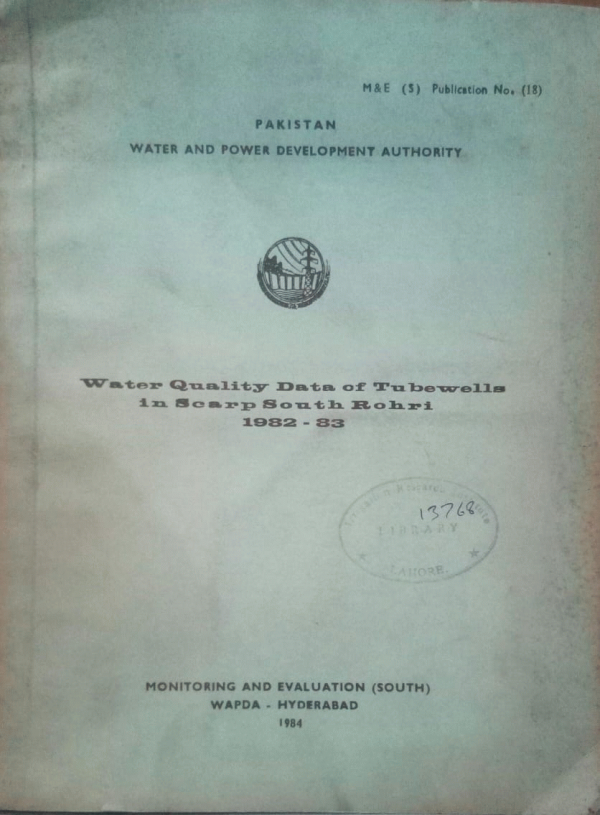 M&E (S) Publication No. (18)
PAKISTAN
WATER AND POWER DEVELOPMENT AUTHORITY
Water Quality Data of Tubewells
in Scarp South Rohri
1982 - 83
13768
LIBRARY
LAHORE.
MONITORING AND EVALUATION (SOUTH)
WAPDA - HYDERABAD
1984